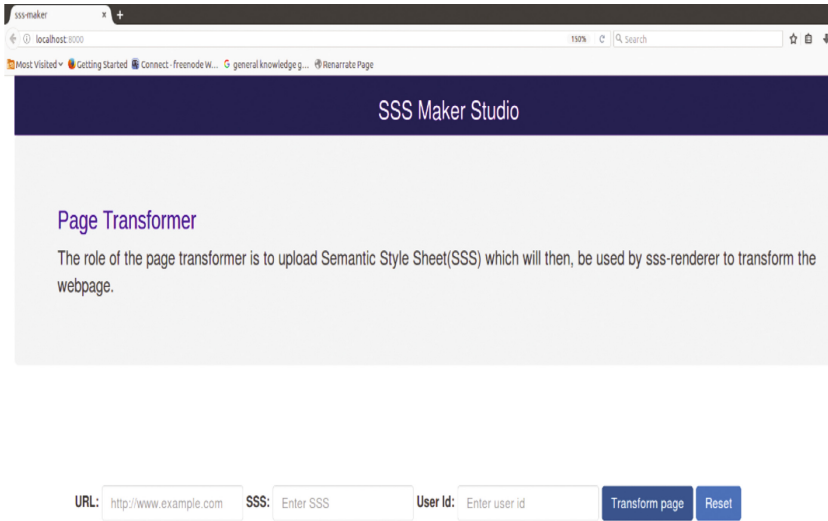 sss-maker x +
localhost:8000 150% Search
Most Visited Getting Started Connect - freenode W... G general knowledge g... Renarrate Page
SSS Maker Studio
Page Transformer
The role of the page transformer is to upload Semantic Style Sheet(SSS) which will then, be used by sss-renderer to transform the
webpage.
URL: http://www.example.com SSS: Enter SSS User Id: Enter user id Transform page Reset